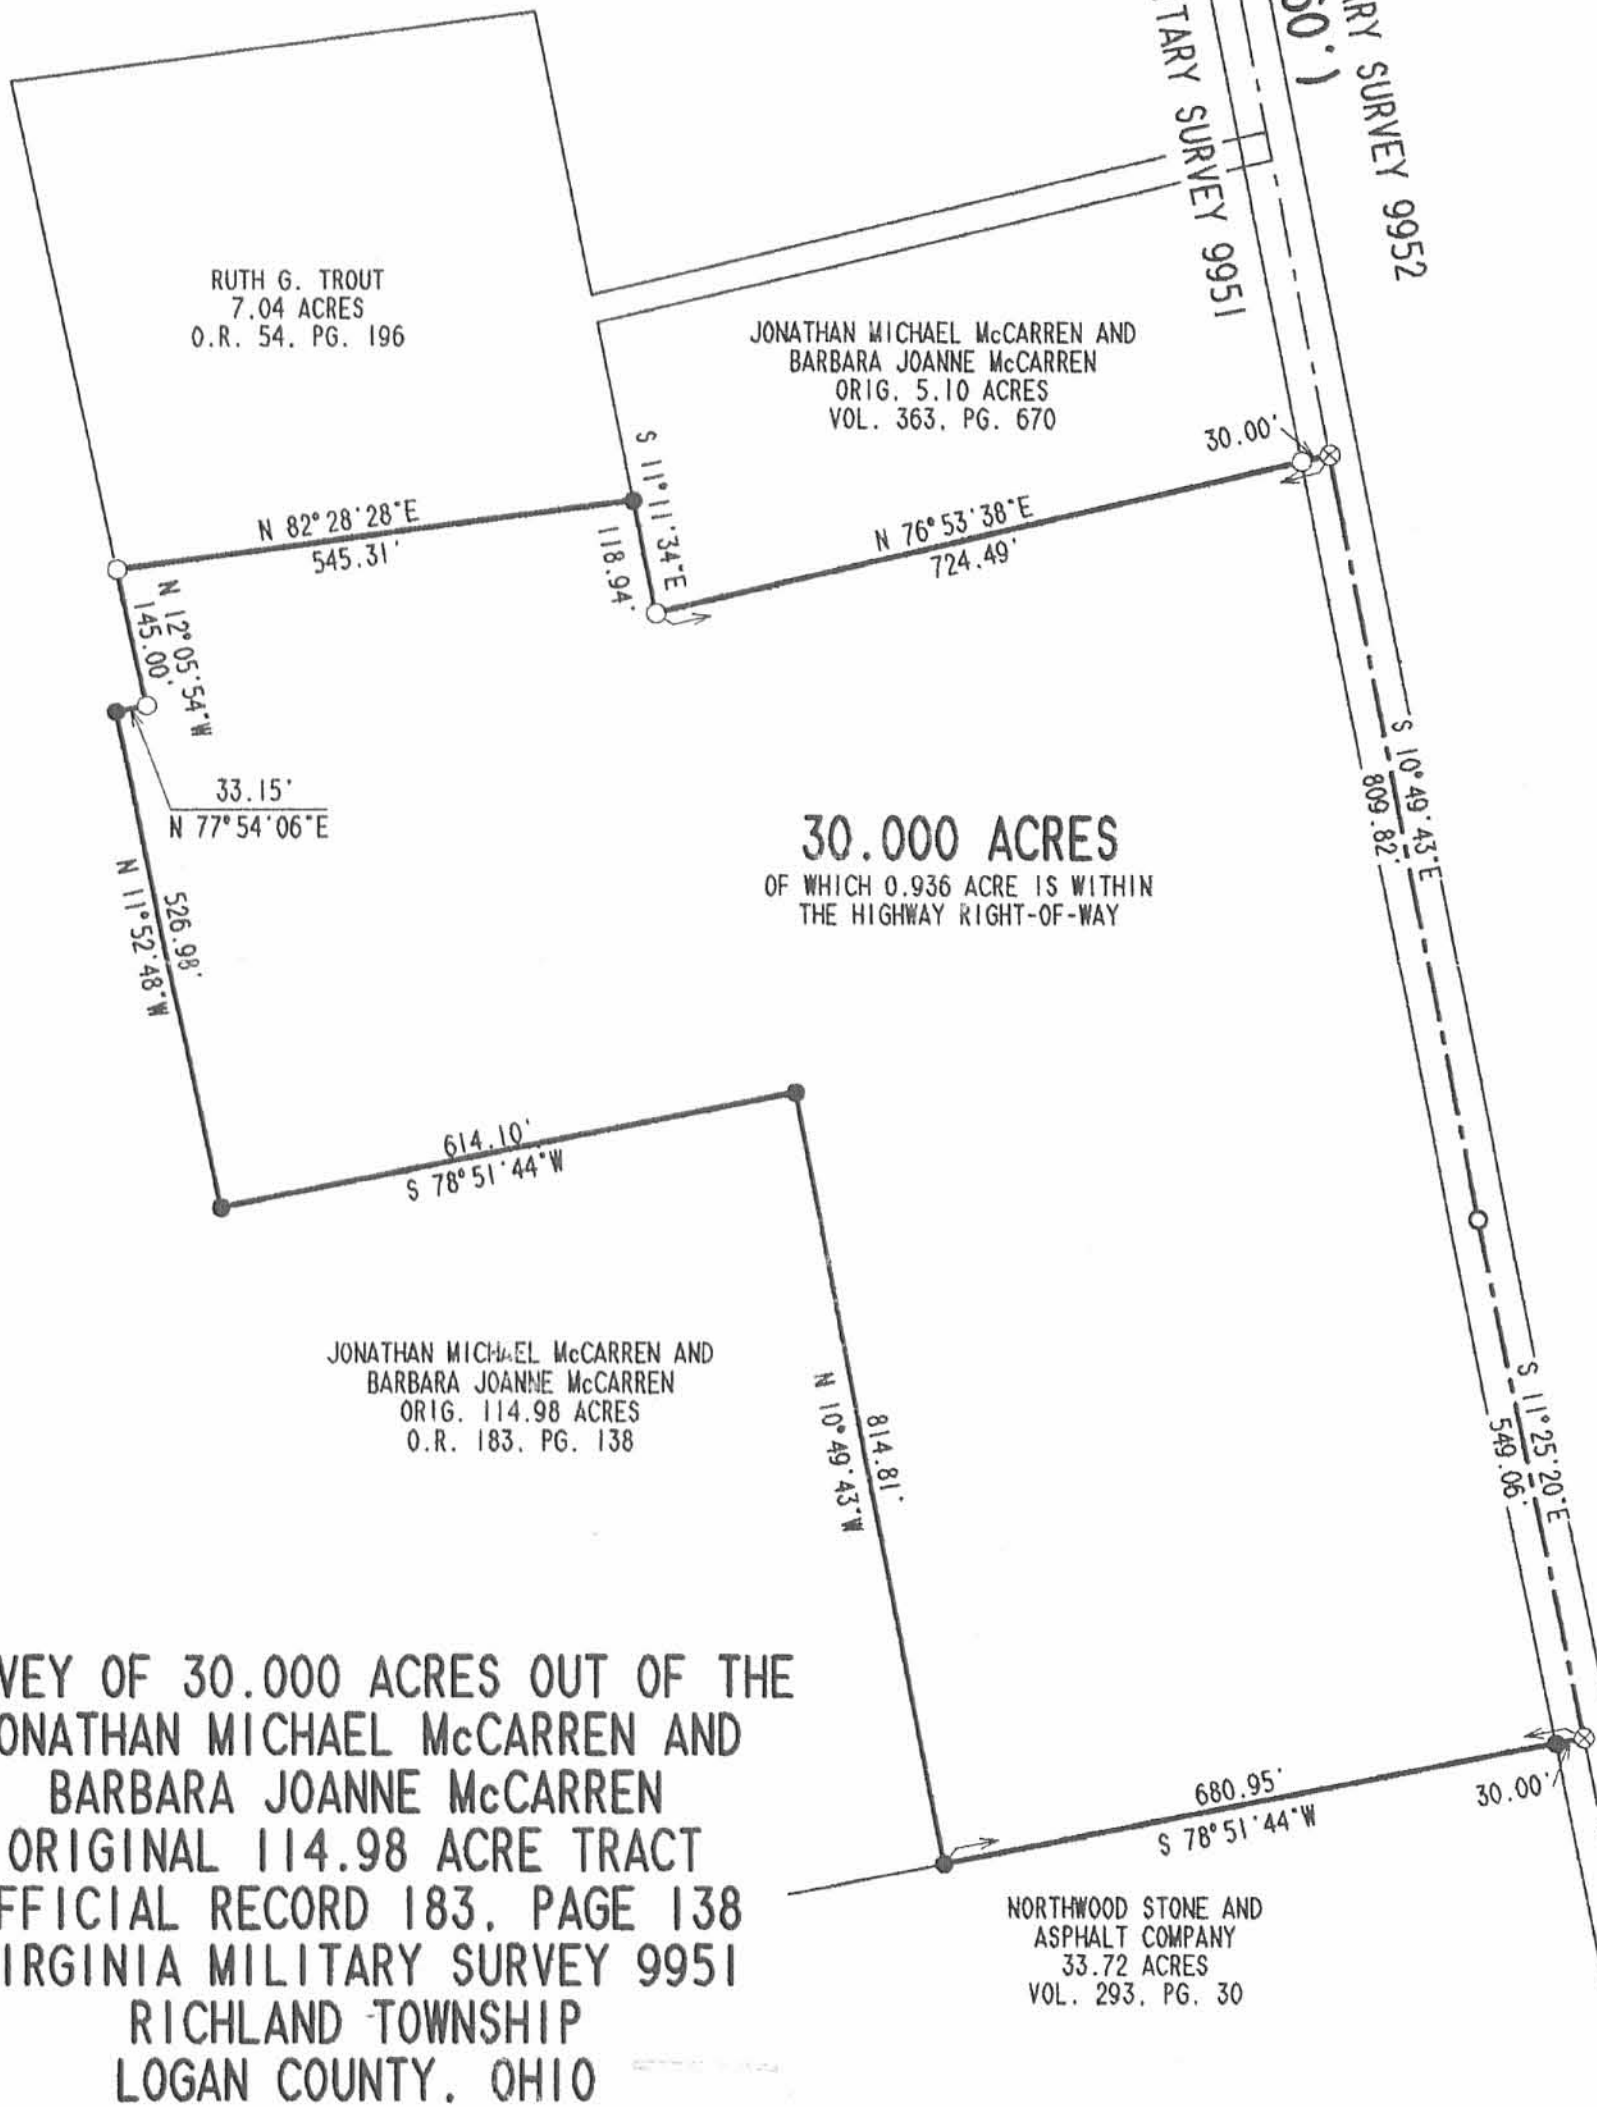 TARY SURVEY 9951
RY SURVEY 9952
60')
RUTH G. TROUT
7.04 ACRES
O.R. 54, PG. 196
JONATHAN MICHAEL McCARREN AND
BARBARA JOANNE McCARREN
ORIG. 5.10 ACRES
VOL. 363, PG. 670
30.00'
S 11°11'34"E
118.94'
N 82°28'28"E
545.31'
N 76°53'38"E
724.49'
N 12°05'54"W
145.00'
33.15'
N 77°54'06"E
S 10°49'43"E
809.82'
30.000 ACRES
OF WHICH 0.936 ACRE IS WITHIN
THE HIGHWAY RIGHT-OF-WAY
526.98'
N 11°52'48"W
614.10'
S 78°51'44"W
JONATHAN MICHAEL McCARREN AND
BARBARA JOANNE McCARREN
ORIG. 114.98 ACRES
O.R. 183, PG. 138
814.81'
N 10°49'43"W
S 11°25'20"E
549.06'
680.95'
S 78°51'44"W
30.00'
NORTHWOOD STONE AND
ASPHALT COMPANY
33.72 ACRES
VOL. 293, PG. 30
VEY OF 30.000 ACRES OUT OF THE
ONATHAN MICHAEL McCARREN AND
BARBARA JOANNE McCARREN
ORIGINAL 114.98 ACRE TRACT
FFICIAL RECORD 183, PAGE 138
IRGINIA MILITARY SURVEY 9951
RICHLAND TOWNSHIP
LOGAN COUNTY, OHIO